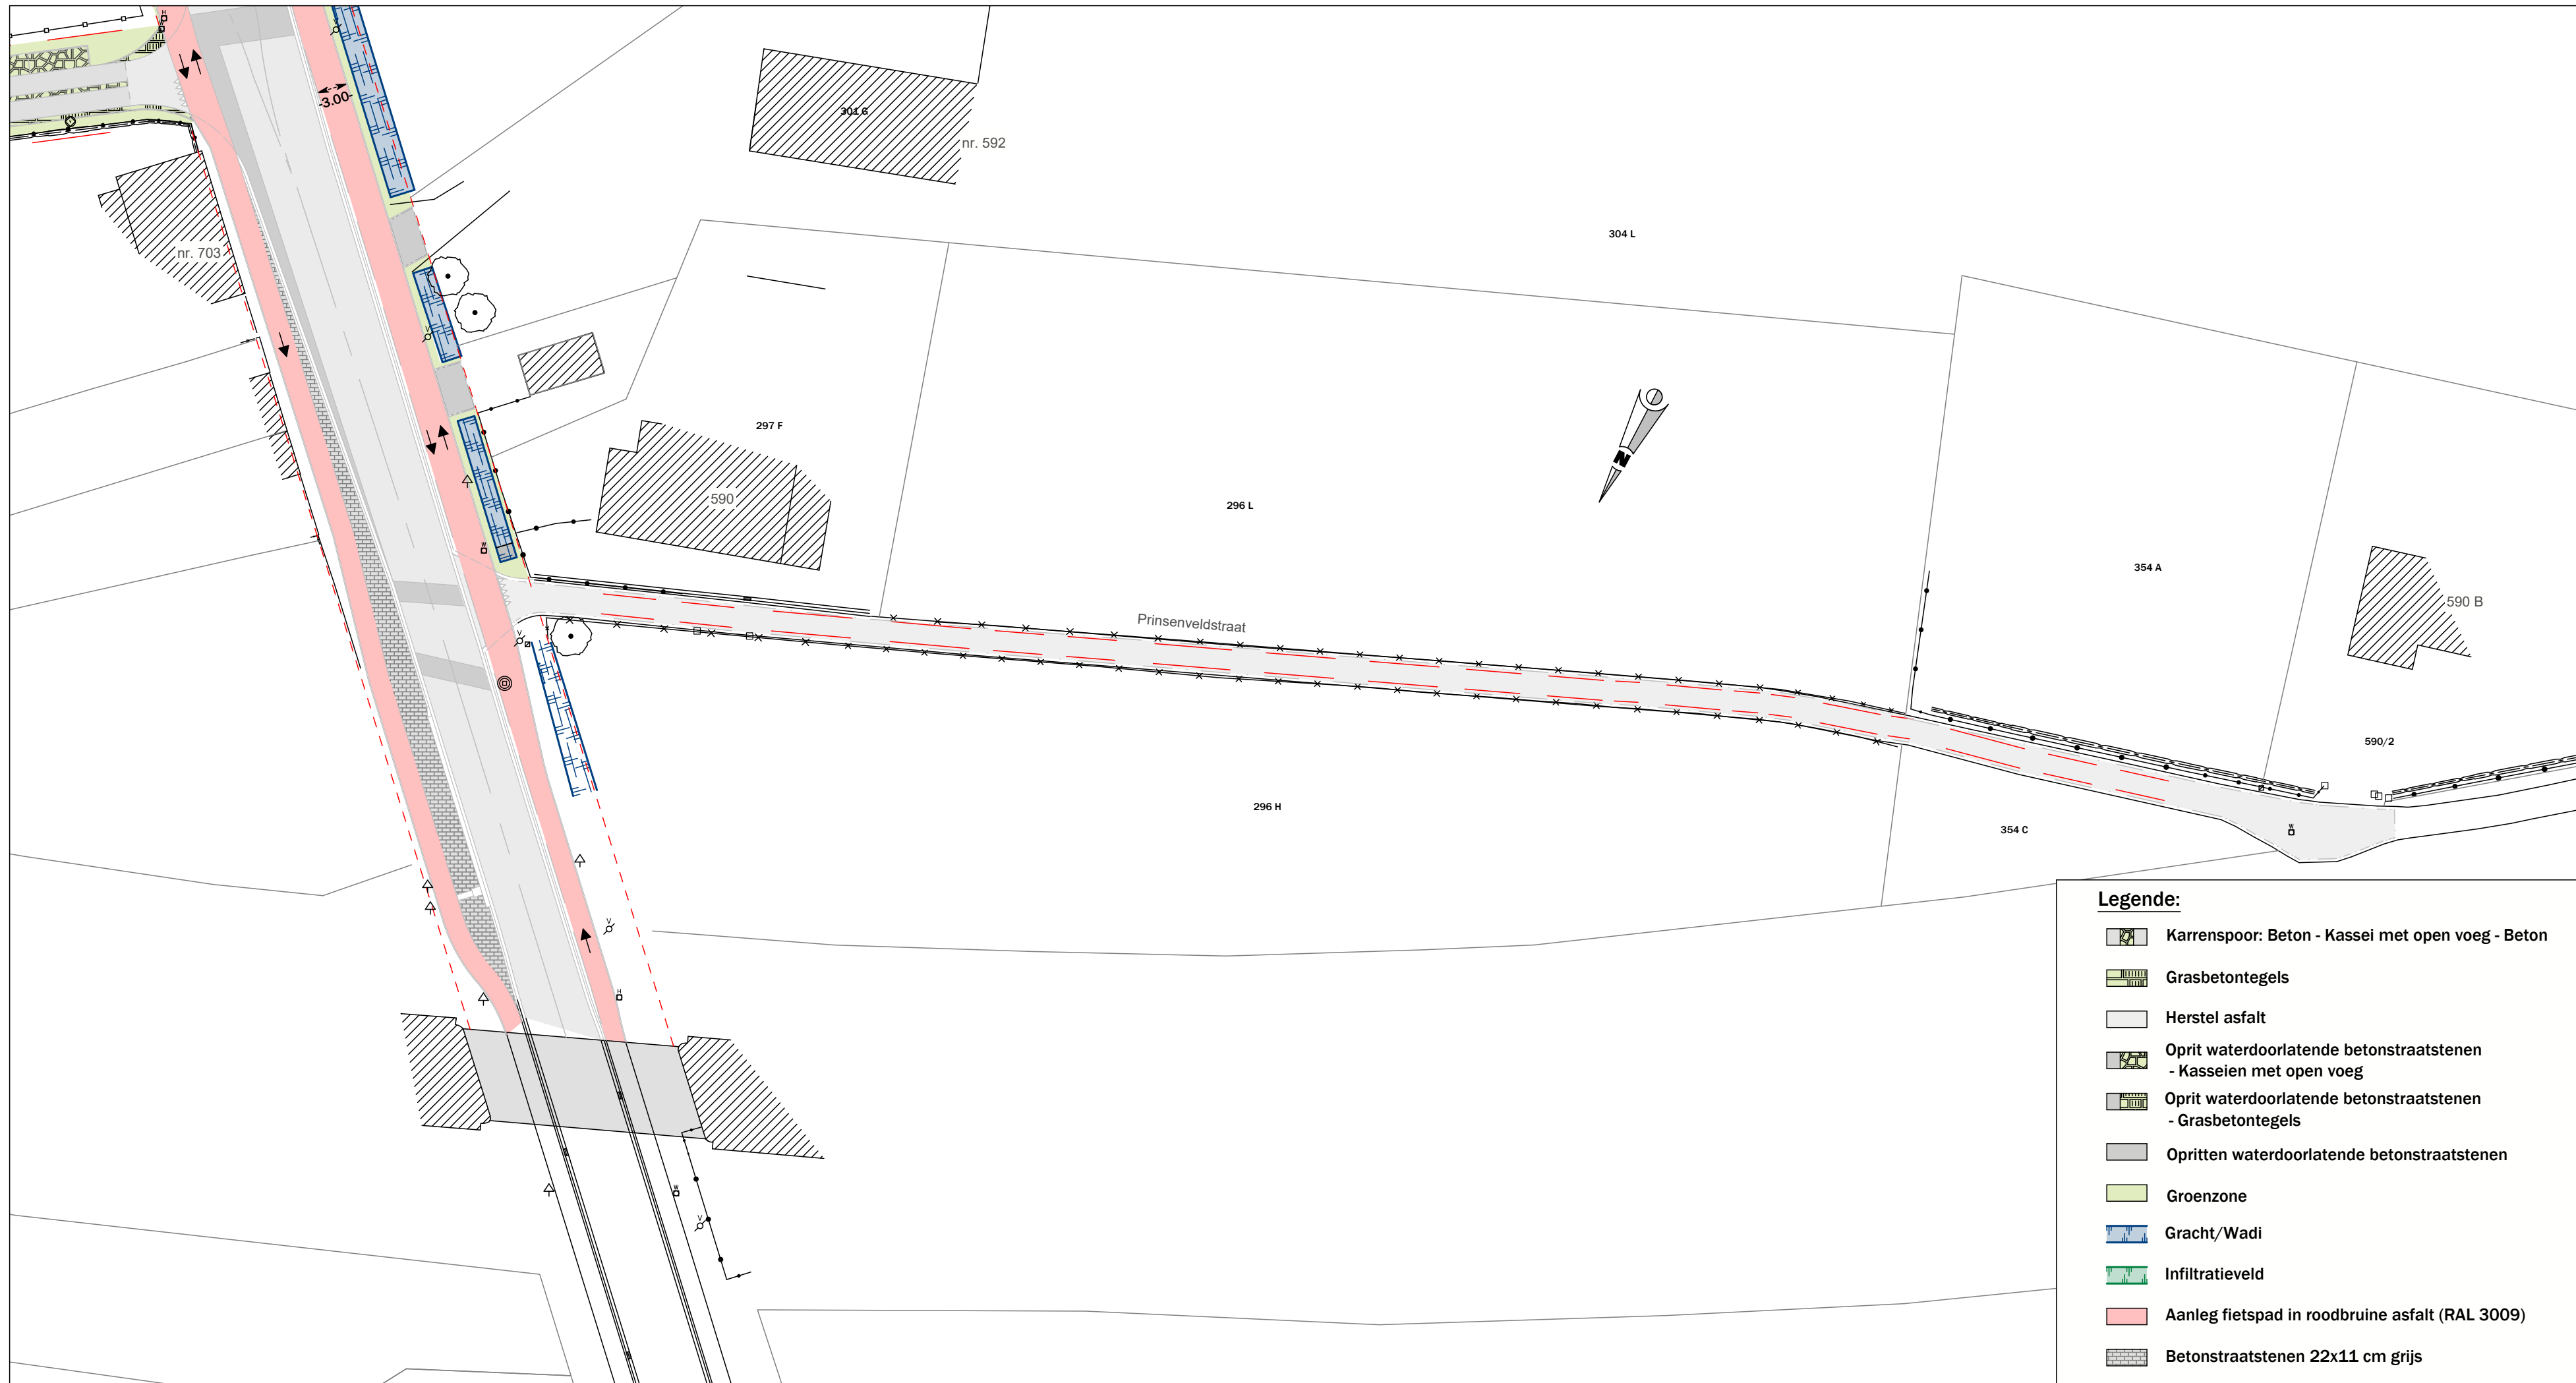 H
V
-3.00-
301 G
nr. 592
304 L
nr. 703
V
297 F
N
590
296 L
W
354 A
590 B
Prinsenveldstraat
V
590/2
296 H
354 C
W
V
H
W
V
Legende:
Karrenspoor: Beton - Kassei met open voeg - Beton
Grasbetontegels
Herstel asfalt
Oprit waterdoorlatende betonstraatstenen
- Kasseien met open voeg
Oprit waterdoorlatende betonstraatstenen
- Grasbetontegels
Opritten waterdoorlatende betonstraatstenen
Groenzone
Gracht/Wadi
Infiltratieveld
Aanleg fietspad in roodbruine asfalt (RAL 3009)
Betonstraatstenen 22x11 cm grijs